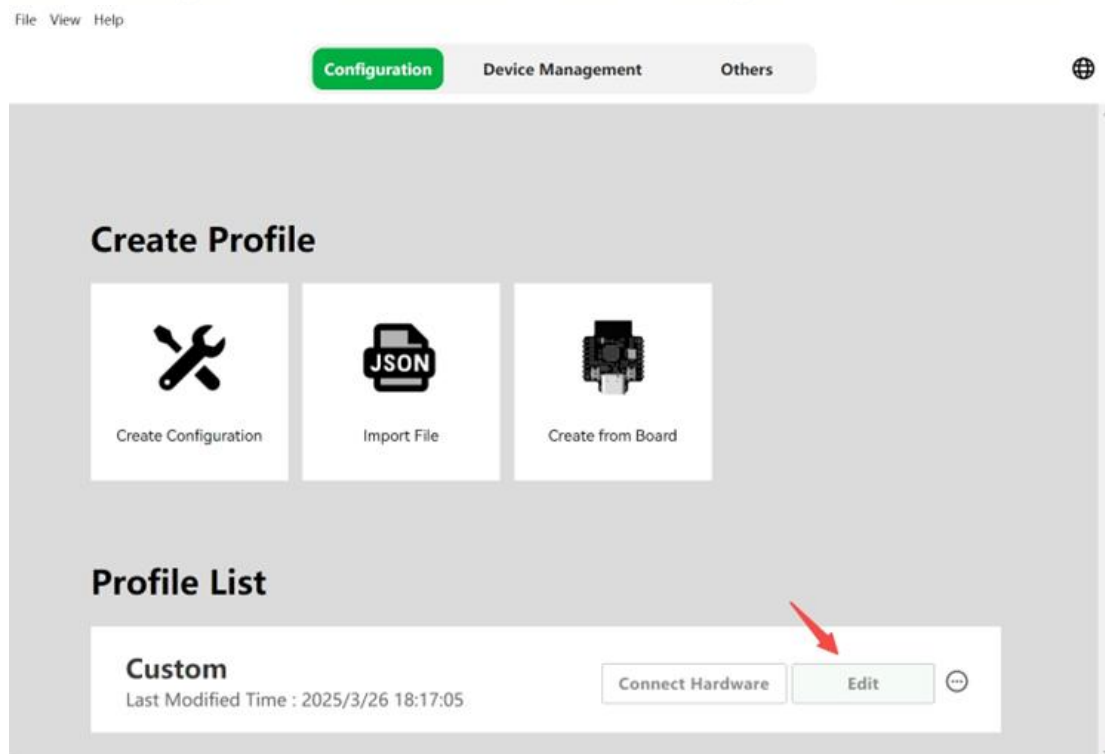 File View Help
Configuration Device Management Others
Create Profile
JSON
Create Configuration Import File Create from Board
Profile List
Custom
Connect Hardware Edit
Last Modified Time : 2025/3/26 18:17:05